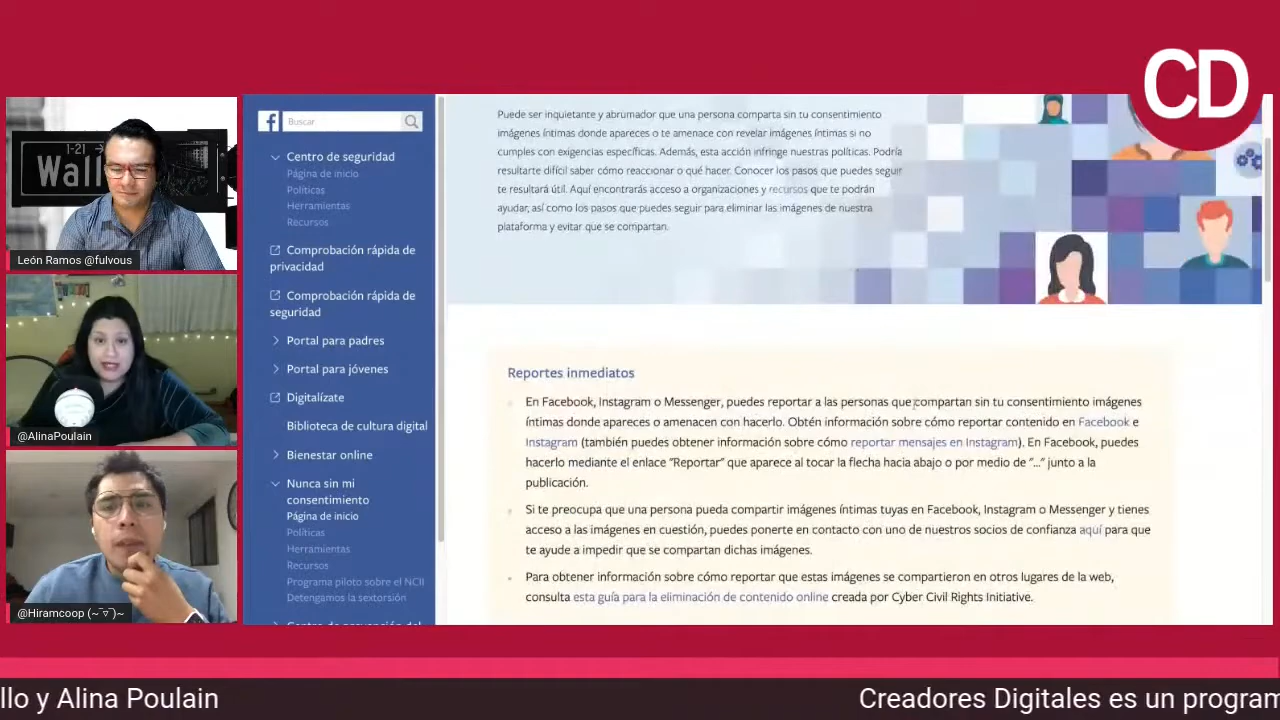 CD
1-21
Wall
León Ramos @fulvous
@AlinaPoulain
@Hiramcoop (~‾▿‾)~
Buscar
Centro de seguridad
Página de inicio
Políticas
Herramientas
Recursos
Comprobación rápida de
privacidad
Comprobación rápida de
seguridad
Portal para padres
Portal para jóvenes
Digitalízate
Biblioteca de cultura digital
Bienestar online
Nunca sin mi
consentimiento
Página de inicio
Políticas
Herramientas
Recursos
Programa piloto sobre el NCII
Detengamos la sextorsión
Centro de prevención del
Puede ser inquietante y abrumador que una persona comparta sin tu consentimiento
imágenes íntimas donde apareces o te amenace con revelar imágenes íntimas si no
cumples con exigencias específicas. Además, esta acción infringe nuestras políticas. Podría
resultarte difícil saber cómo reaccionar o qué hacer. Conocer los pasos que puedes seguir
te resultará útil. Aquí encontrarás acceso a organizaciones y recursos que te podrán
ayudar, así como los pasos que puedes seguir para eliminar las imágenes de nuestra
plataforma y evitar que se compartan.
Reportes inmediatos
En Facebook, Instagram o Messenger, puedes reportar a las personas que compartan sin tu consentimiento imágenes
íntimas donde apareces o amenacen con hacerlo. Obtén información sobre cómo reportar contenido en Facebook e
Instagram (también puedes obtener información sobre cómo reportar mensajes en Instagram). En Facebook, puedes
hacerlo mediante el enlace "Reportar" que aparece al tocar la flecha hacia abajo o por medio de "..." junto a la
publicación.
Si te preocupa que una persona pueda compartir imágenes íntimas tuyas en Facebook, Instagram o Messenger y tienes
acceso a las imágenes en cuestión, puedes ponerte en contacto con uno de nuestros socios de confianza aquí para que
te ayude a impedir que se compartan dichas imágenes.
Para obtener información sobre cómo reportar que estas imágenes se compartieron en otros lugares de la web,
consulta esta guía para la eliminación de contenido online creada por Cyber Civil Rights Initiative.
llo y Alina Poulain
Creadores Digitales es un program